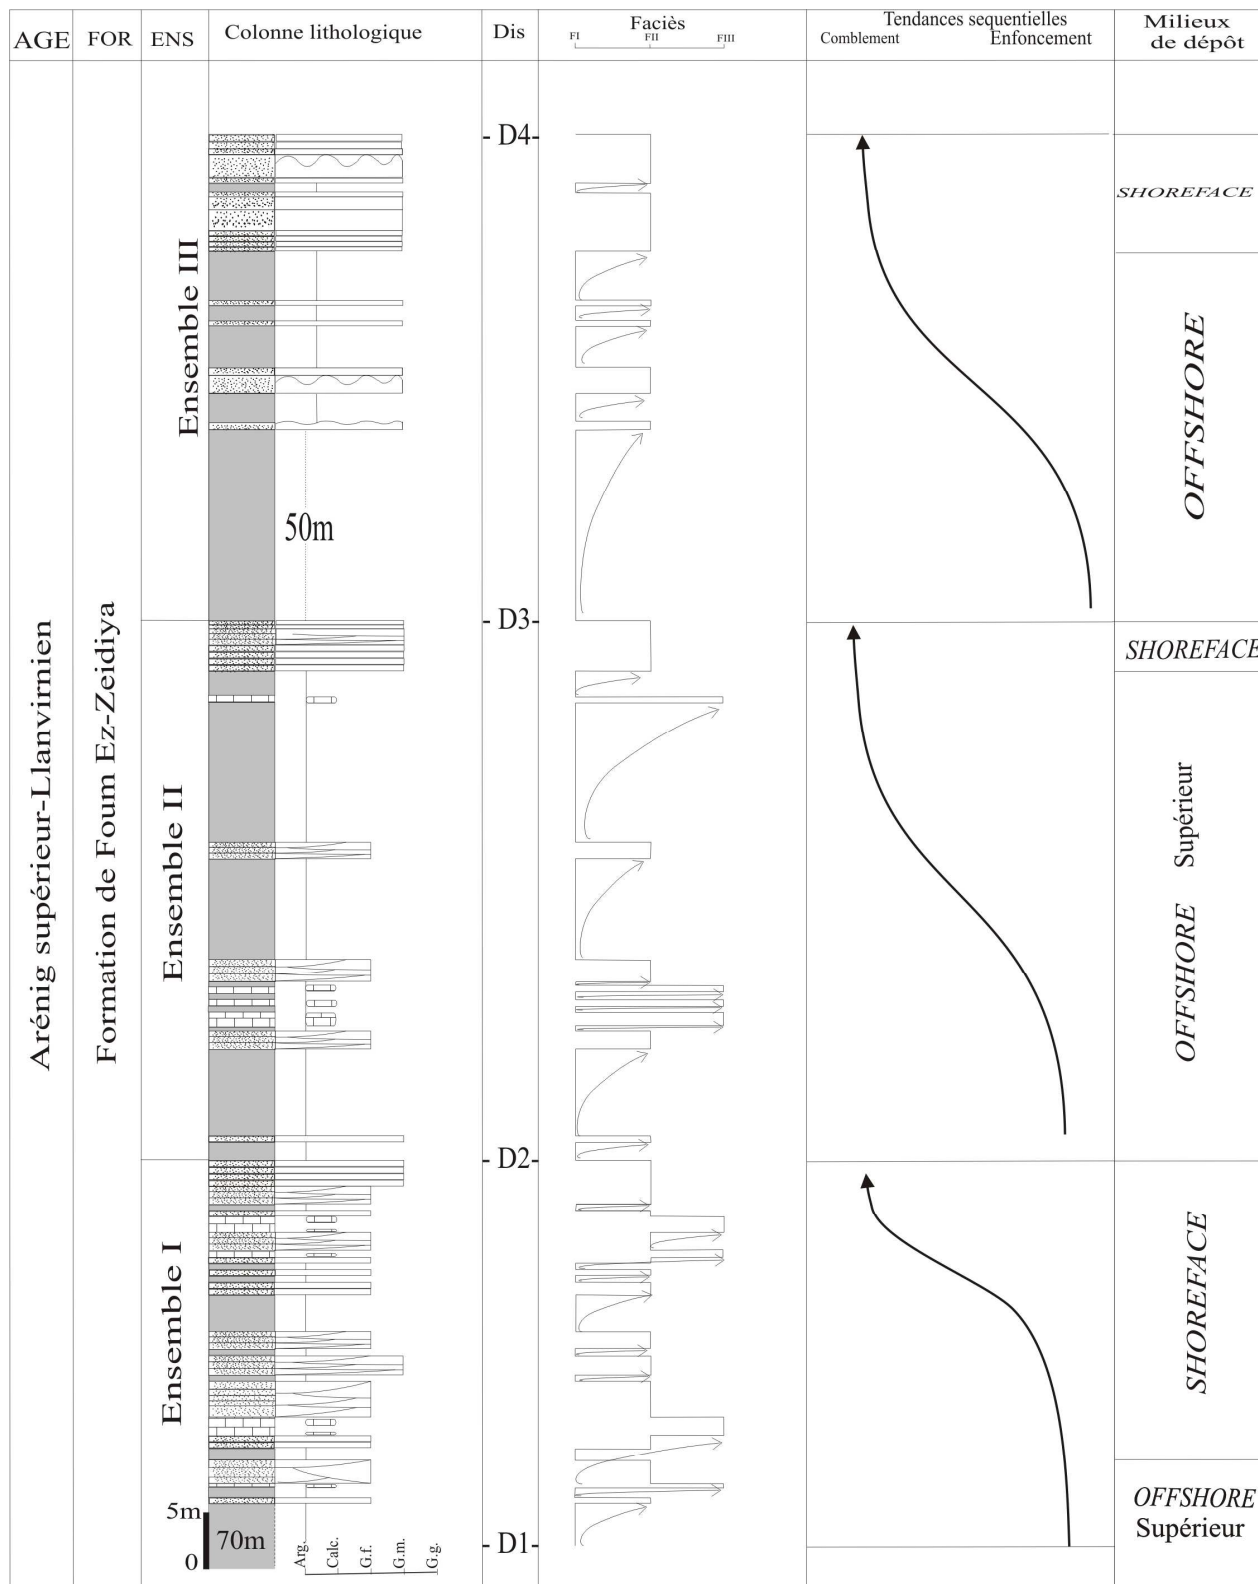 AGE
FOR
ENS
Colonne lithologique
Dis
Faciès
FI
FII
FIII
Tendances sequentielles
Comblement
Enfoncement
Milieux
de dépôt
Arénig supérieur-Llanvirnien
Formation de Foum Ez-Zeidiya
Ensemble III
Ensemble II
Ensemble I
50m
70m
5m
0
Arg.
Calc.
G.f.
G.m.
G.g.
- D4-
- D3-
- D2-
- D1-
SHOREFACE
OFFSHORE
SHOREFACE
OFFSHORE Supérieur
SHOREFACE
OFFSHORE
Supérieur